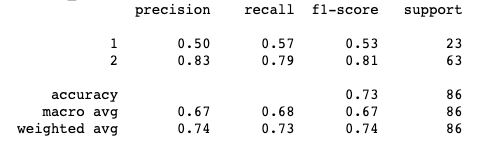 precision recall f1-score support
1 0.50 0.57 0.53 23
2 0.83 0.79 0.81 63
accuracy 0.73 86
macro avg 0.67 0.68 0.67 86
weighted avg 0.74 0.73 0.74 86